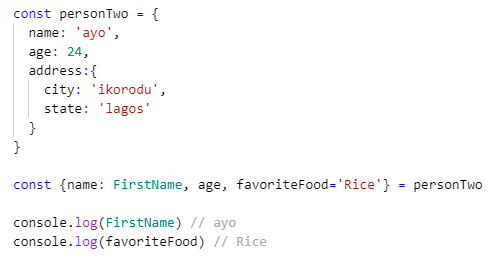 const personTwo = {
  name: 'ayo',
  age: 24,
  address:{
    city: 'ikorodu',
    state: 'lagos'
  }
}

const {name: FirstName, age, favoriteFood='Rice'} = personTwo

console.log(FirstName) // ayo
console.log(favoriteFood) // Rice